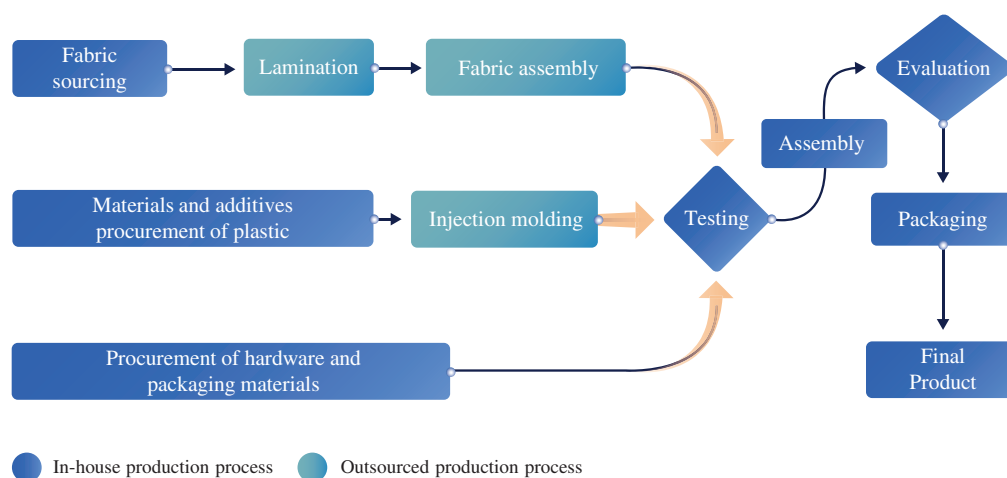 Fabric
sourcing
Lamination
Fabric assembly
Evaluation
Assembly
Materials and additives
procurement of plastic
Injection molding
Testing
Packaging
Procurement of hardware and
packaging materials
Final
Product
In-house production process
Outsourced production process